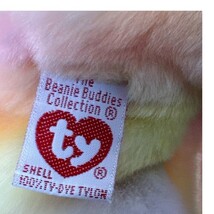 The
Beanie Buddies
Collection®
ty®
SHELL
100% TY-DYE TYLON